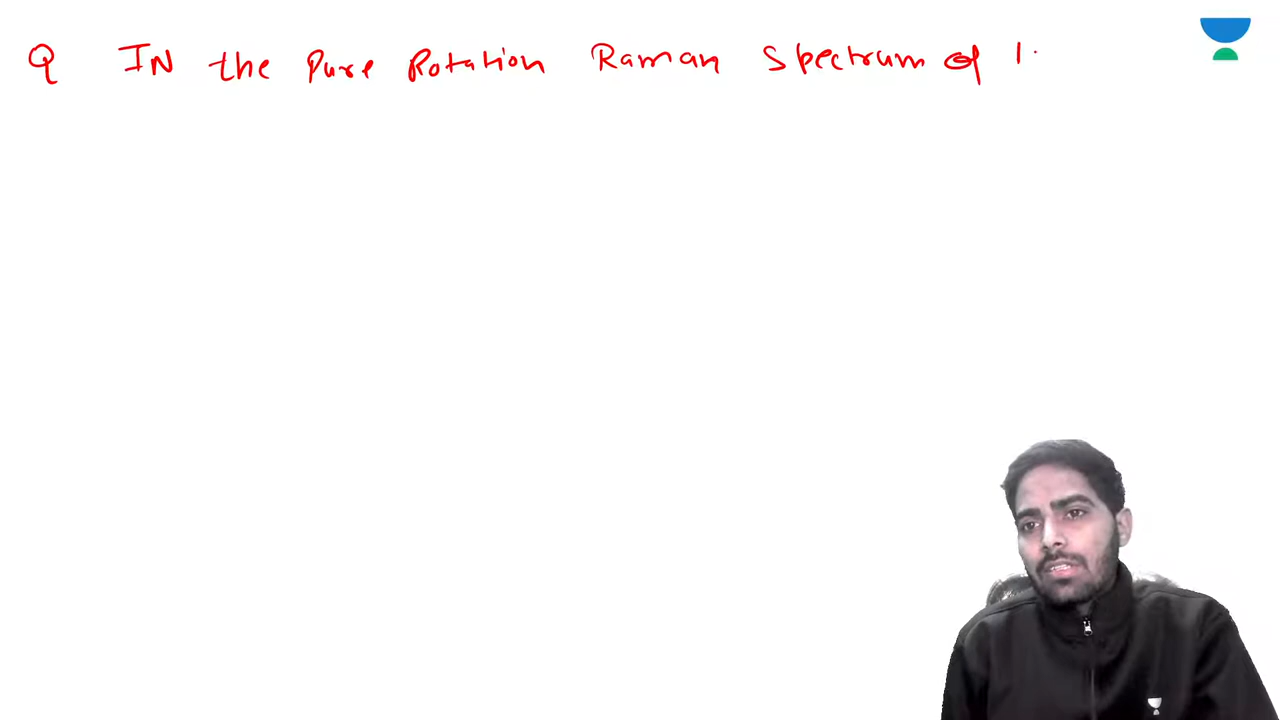 Q IN the Pure Rotation Raman Spectrum of